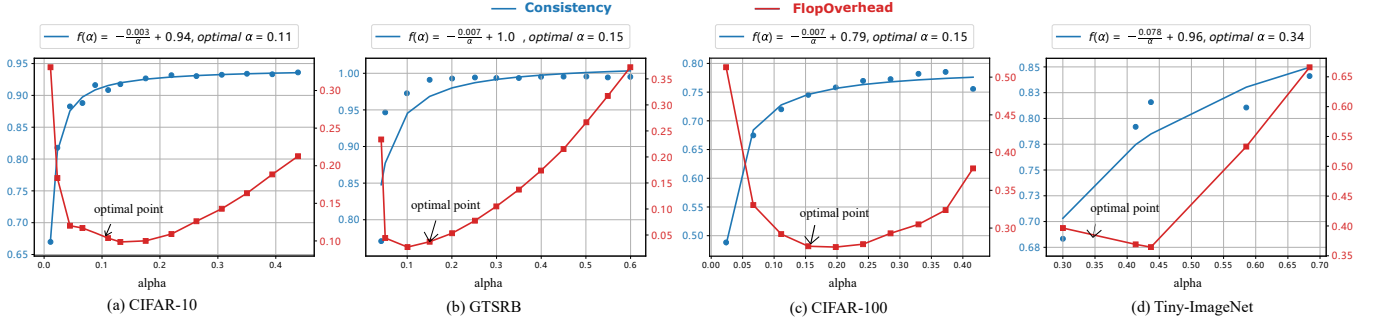 Consistency FlopOverhead
f(α) = −0.003/α + 0.94, optimal α = 0.11
f(α) = −0.007/α + 1.0 , optimal α = 0.15
f(α) = −0.007/α + 0.79, optimal α = 0.15
f(α) = −0.078/α + 0.96, optimal α = 0.34
0.95
0.90
0.85
0.80
0.75
0.70
0.65
0.30
0.25
0.20
0.15
0.10
optimal point
0.0 0.1 0.2 0.3 0.4
alpha
(a) CIFAR-10
1.00
0.95
0.90
0.85
0.80
0.35
0.30
0.25
0.20
0.15
0.10
0.05
optimal point
0.1 0.2 0.3 0.4 0.5 0.6
alpha
(b) GTSRB
0.80
0.75
0.70
0.65
0.60
0.55
0.50
0.50
0.45
0.40
0.35
0.30
optimal point
0.00 0.05 0.10 0.15 0.20 0.25 0.30 0.35 0.40
alpha
(c) CIFAR-100
0.85
0.83
0.80
0.78
0.75
0.73
0.70
0.68
0.65
0.60
0.55
0.50
0.45
0.40
0.35
optimal point
0.30 0.35 0.40 0.45 0.50 0.55 0.60 0.65 0.70
alpha
(d) Tiny-ImageNet